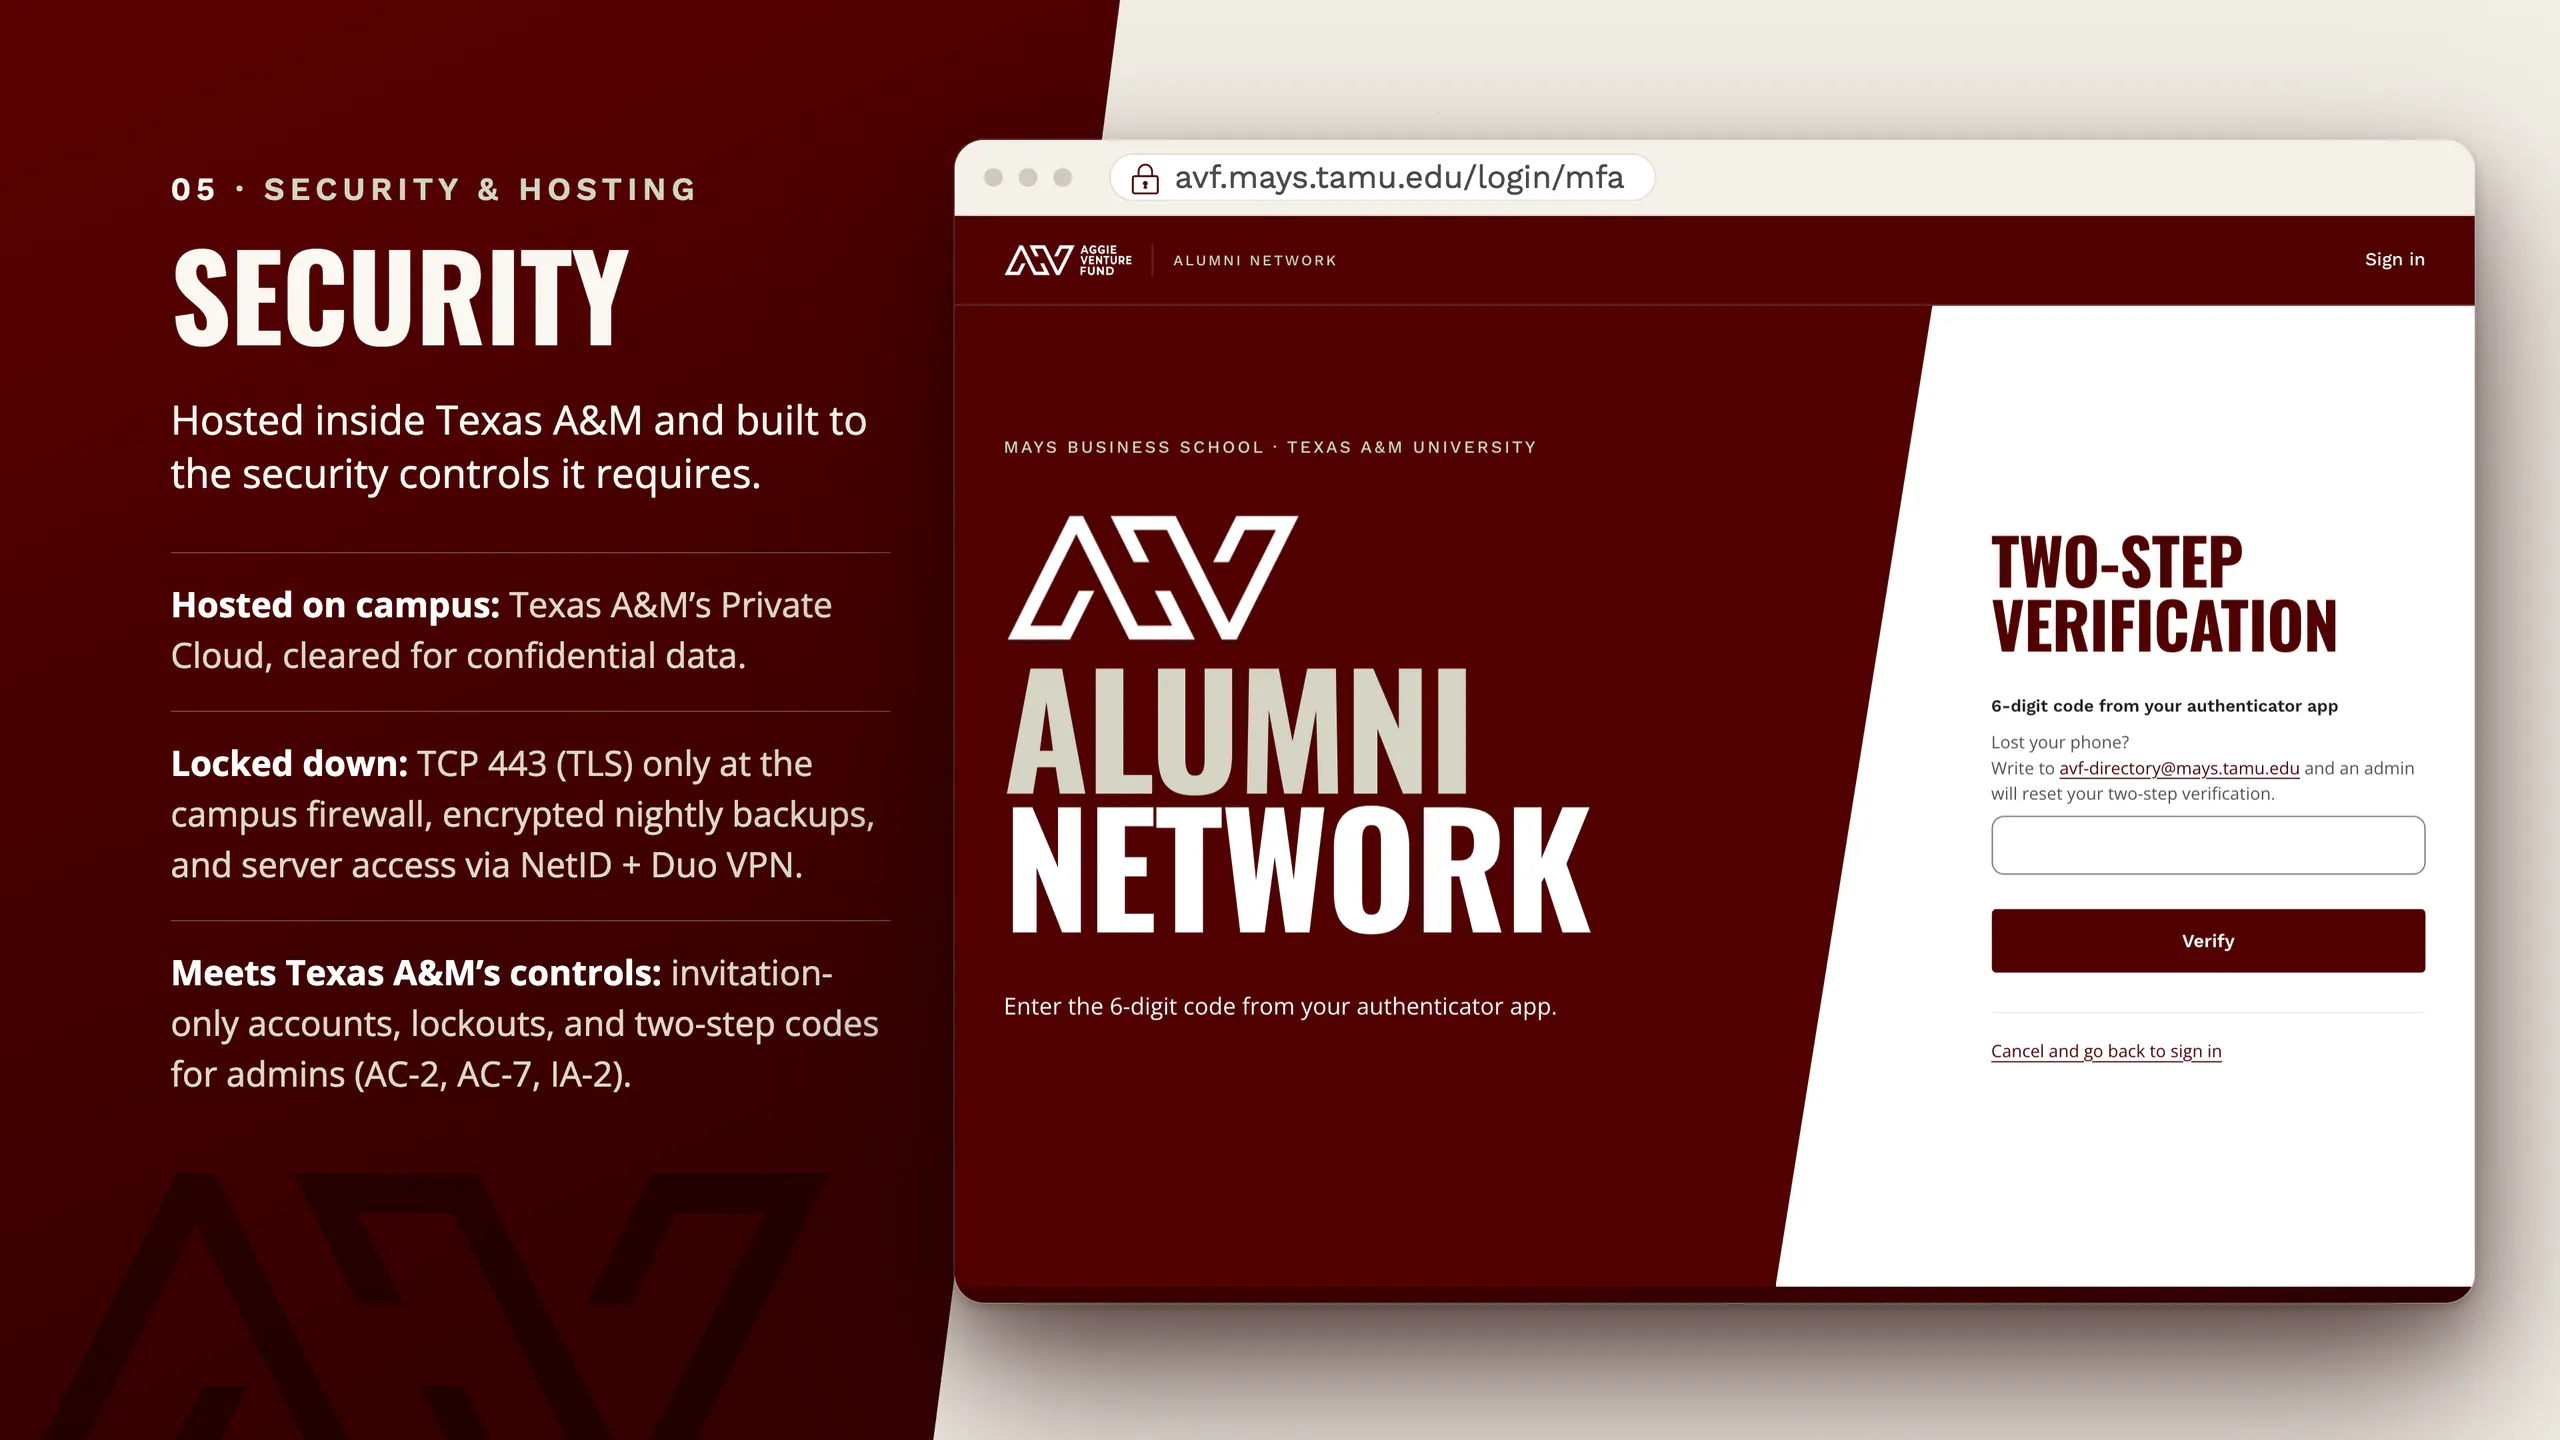 05 · SECURITY & HOSTING
SECURITY
Hosted inside Texas A&M and built to
the security controls it requires.
Hosted on campus: Texas A&M’s Private
Cloud, cleared for confidential data.
Locked down: TCP 443 (TLS) only at the
campus firewall, encrypted nightly backups,
and server access via NetID + Duo VPN.
Meets Texas A&M’s controls: invitation-
only accounts, lockouts, and two-step codes
for admins (AC-2, AC-7, IA-2).
avf.mays.tamu.edu/login/mfa
AGGIE
VENTURE
FUND
ALUMNI NETWORK
Sign in
MAYS BUSINESS SCHOOL · TEXAS A&M UNIVERSITY
ALUMNI
NETWORK
Enter the 6-digit code from your authenticator app.
TWO-STEP
VERIFICATION
6-digit code from your authenticator app
Lost your phone?
Write to avf-directory@mays.tamu.edu and an admin
will reset your two-step verification.
Verify
Cancel and go back to sign in